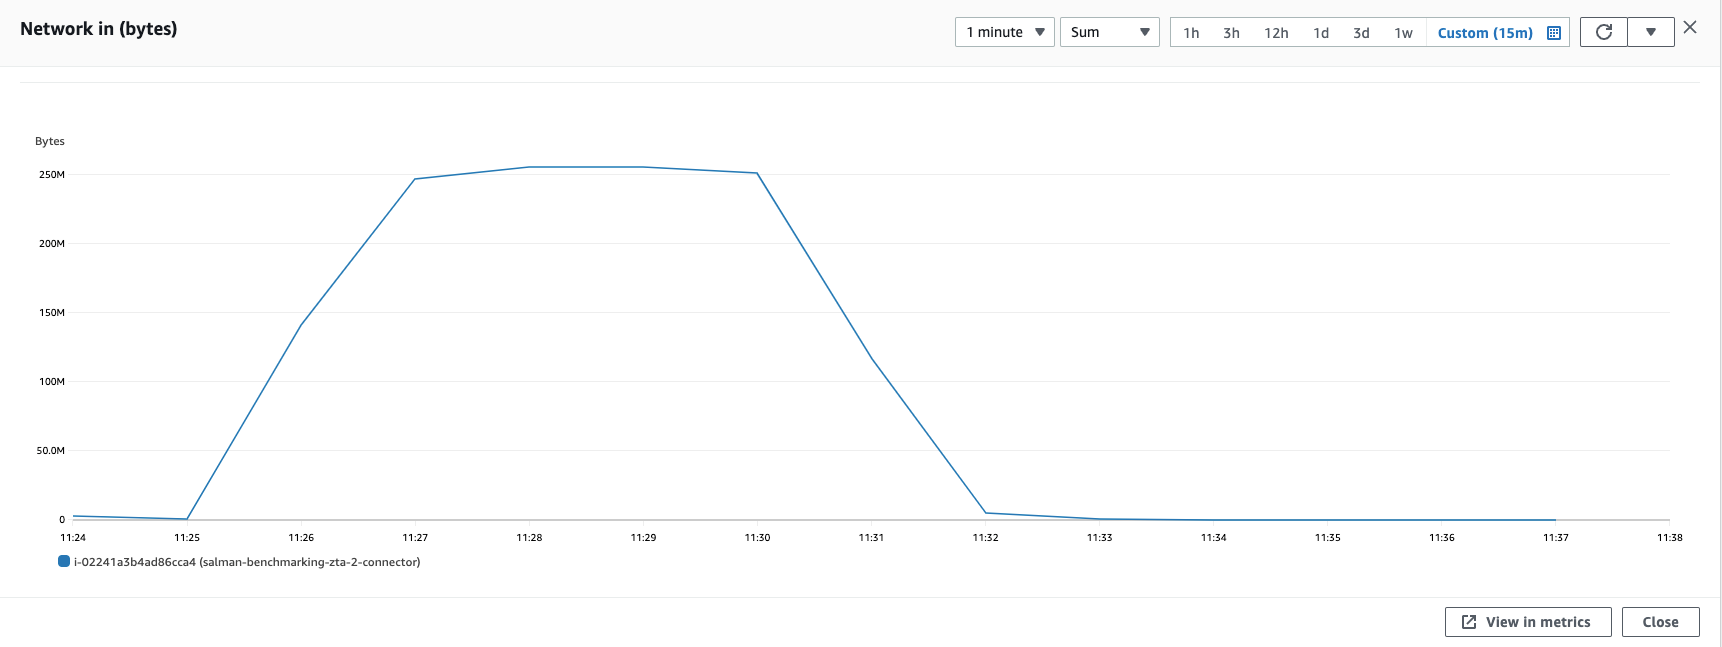 Network in (bytes)
1 minute
Sum
1h 3h 12h 1d 3d 1w Custom (15m)
Bytes
250M
200M
150M
100M
50.0M
0
11:24 11:25 11:26 11:27 11:28 11:29 11:30 11:31 11:32 11:33 11:34 11:35 11:36 11:37 11:38
i-02241a3b4ad86cca4 (salman-benchmarking-zta-2-connector)
View in metrics
Close